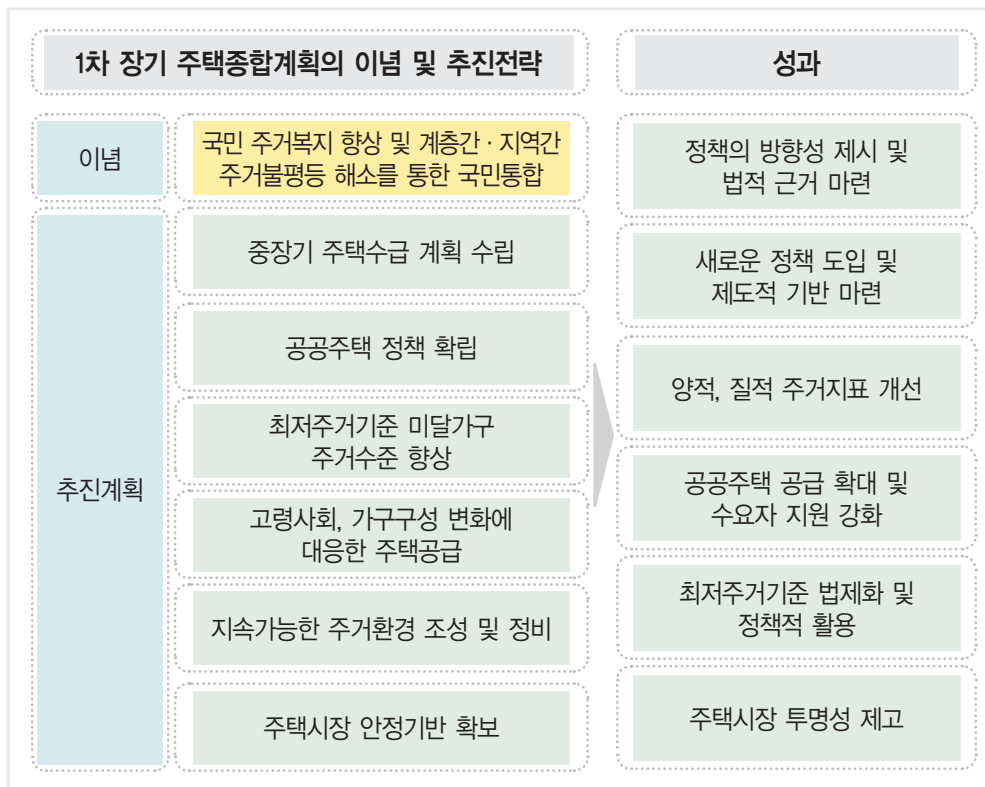 1차 장기 주택종합계획의 이념 및 추진전략
성과
이념
국민 주거복지 향상 및 계층간 · 지역간
주거불평등 해소를 통한 국민통합
추진계획
중장기 주택수급 계획 수립
공공주택 정책 확립
최저주거기준 미달가구
주거수준 향상
고령사회, 가구구성 변화에
대응한 주택공급
지속가능한 주거환경 조성 및 정비
주택시장 안정기반 확보
정책의 방향성 제시 및
법적 근거 마련
새로운 정책 도입 및
제도적 기반 마련
양적, 질적 주거지표 개선
공공주택 공급 확대 및
수요자 지원 강화
최저주거기준 법제화 및
정책적 활용
주택시장 투명성 제고